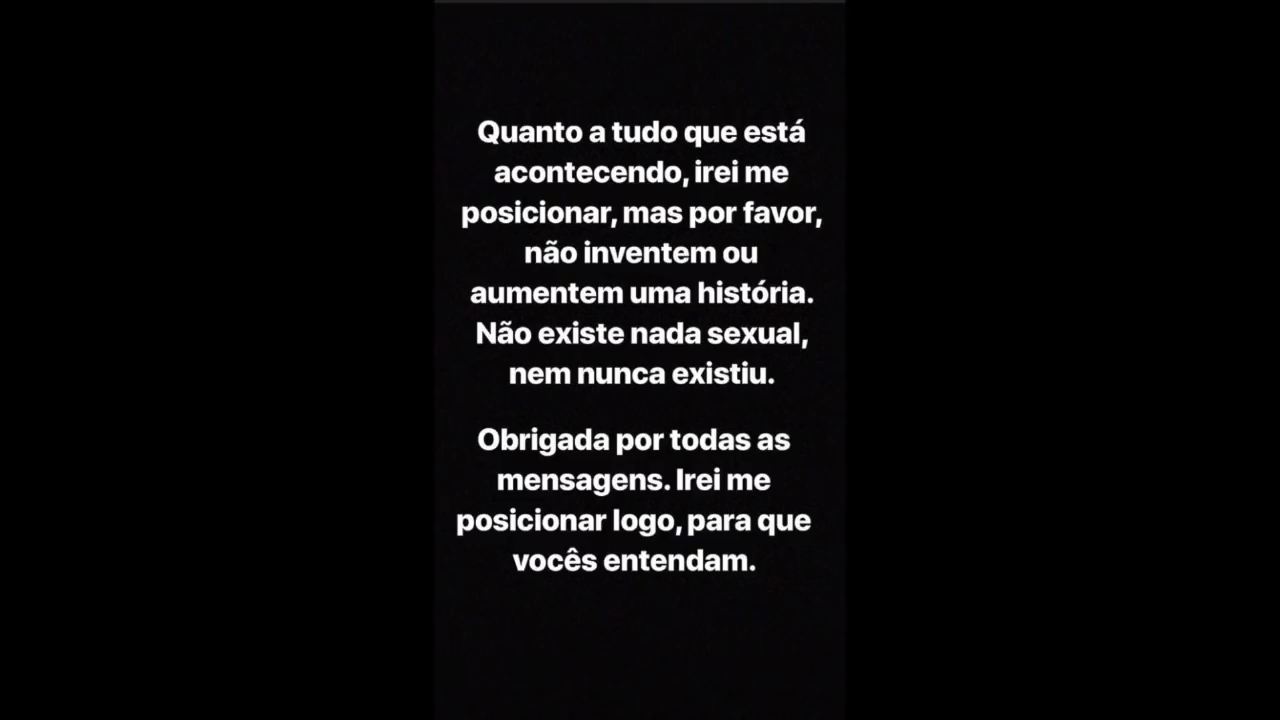 Quanto a tudo que está
acontecendo, irei me
posicionar, mas por favor,
não inventem ou
aumentem uma história.
Não existe nada sexual,
nem nunca existiu.
Obrigada por todas as
mensagens. Irei me
posicionar logo, para que
vocês entendam.